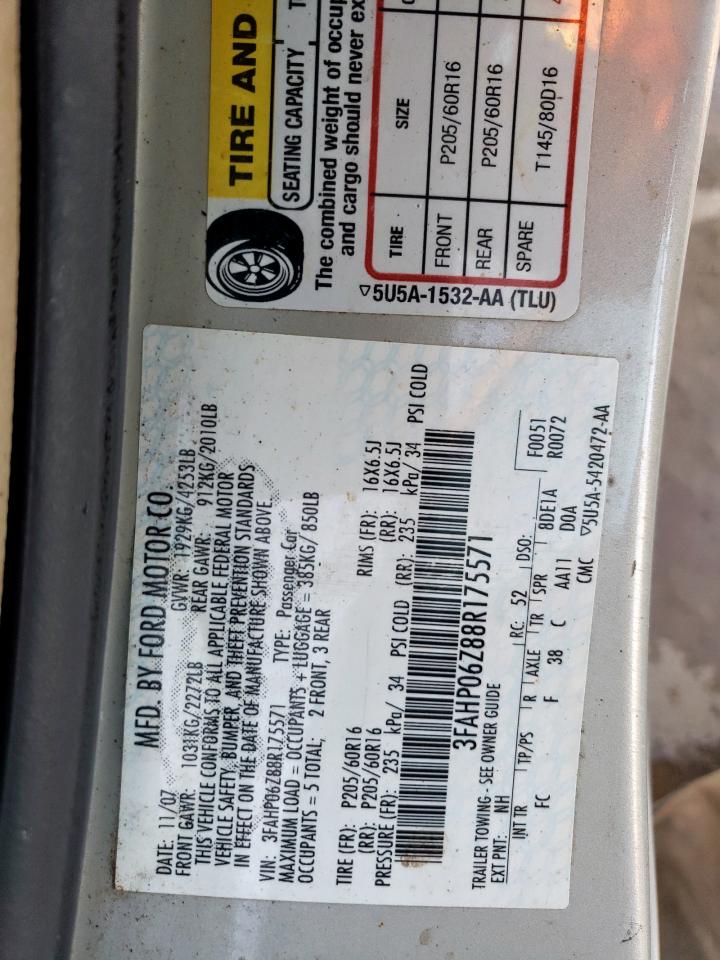 MFD. BY FORD MOTOR CO.
DATE: 11/07 GVWR: 1929KG/4253LB
FRONT GAWR: 1031KG/2272LB REAR GAWR: 912KG/2010LB
THIS VEHICLE CONFORMS TO ALL APPLICABLE FEDERAL MOTOR
VEHICLE SAFETY, BUMPER, AND THEFT PREVENTION STANDARDS
IN EFFECT ON THE DATE OF MANUFACTURE SHOWN ABOVE
VIN: 3FAHP06Z88R175571 TYPE: Passenger Car
MAXIMUM LOAD = OCCUPANTS + LUGGAGE = 385KG/850LB
OCCUPANTS = 5 TOTAL; 2 FRONT, 3 REAR
TIRE (FR): P205/60R16 RIMS (FR): 16X6.5J
(RR): P205/60R16 (RR): 16X6.5J
PRESSURE (FR): 235 kPa/ 34 PSI COLD (RR): 235 kPa/ 34 PSI COLD
3FAHP06Z88R175571
TRAILER TOWING - SEE OWNER GUIDE
EXT PNT: NH RC: 52 DSO: F0051
R0072
INT TR TP/PS R AXLE TR SPR 8DE1A
FC F 38 C AA11 D0A
CMC ▽5U5A-5420472-AA
TIRE AND
SEATING CAPACITY T
The combined weight of occup
and cargo should never ex
TIRE SIZE
FRONT P205/60R16
REAR P205/60R16
SPARE T145/80D16
▽5U5A-1532-AA (TLU)